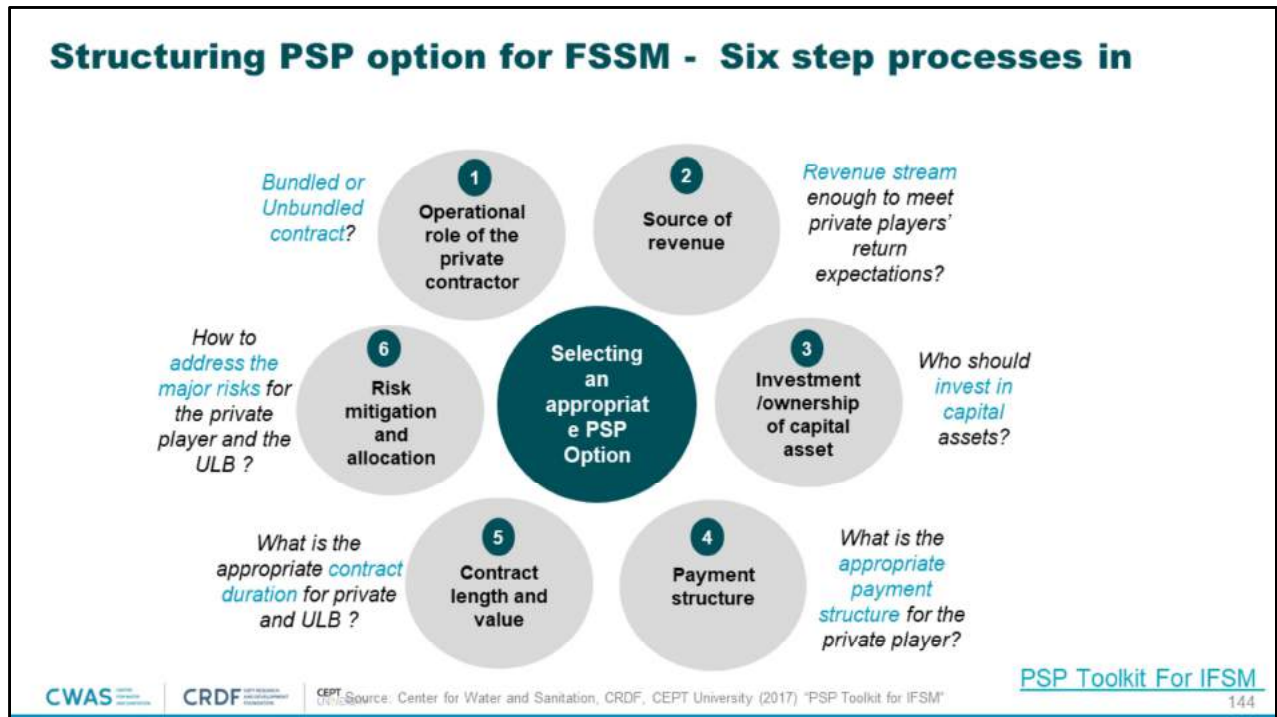 Structuring PSP option for FSSM - Six step processes in
Bundled or
Unbundled
contract?
1
Operational
role of the
private
contractor
2
Source of
revenue
Revenue stream
enough to meet
private players'
return
expectations?
How to
address the
major risks for
the private
player and the
ULB ?
6
Risk
mitigation
and
allocation
Selecting
an
appropriat
e PSP
Option
3
Investment
/ownership
of capital
asset
Who should
invest in
capital
assets?
What is the
appropriate contract
duration for private
and ULB ?
5
Contract
length and
value
4
Payment
structure
What is the
appropriate
payment
structure for the
private player?
PSP Toolkit For IFSM
CWAS
CRDF
CEPT
UNIVERSITY
Source: Center for Water and Sanitation, CRDF, CEPT University (2017) "PSP Toolkit for IFSM"
144